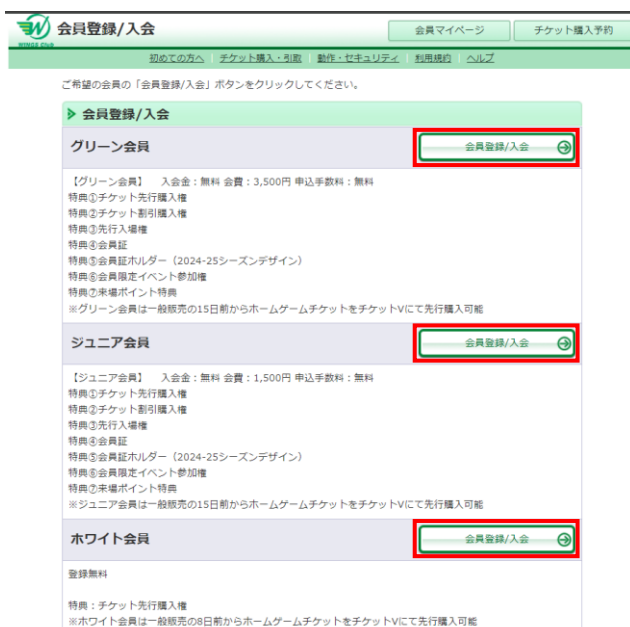 WINGS Club
会員登録/入会
会員マイページ
チケット購入予約
初めての方へ | チケット購入・引取 | 動作・セキュリティ | 利用規約 | ヘルプ
ご希望の会員の「会員登録/入会」ボタンをクリックしてください。
会員登録/入会
グリーン会員
会員登録/入会
【グリーン会員】 入会金：無料 会費：3,500円 申込手数料：無料
特典①チケット先行購入権
特典②チケット割引購入権
特典③先行入場権
特典④会員証
特典⑤会員証ホルダー（2024-25シーズンデザイン）
特典⑥会員限定イベント参加権
特典⑦来場ポイント特典
※グリーン会員は一般販売の15日前からホームゲームチケットをチケットVにて先行購入可能
ジュニア会員
会員登録/入会
【ジュニア会員】 入会金：無料 会費：1,500円 申込手数料：無料
特典①チケット先行購入権
特典②チケット割引購入権
特典③先行入場権
特典④会員証
特典⑤会員証ホルダー（2024-25シーズンデザイン）
特典⑥会員限定イベント参加権
特典⑦来場ポイント特典
※ジュニア会員は一般販売の15日前からホームゲームチケットをチケットVにて先行購入可能
ホワイト会員
会員登録/入会
登録無料
特典：チケット先行購入権
※ホワイト会員は一般販売の8日前からホームゲームチケットをチケットVにて先行購入可能